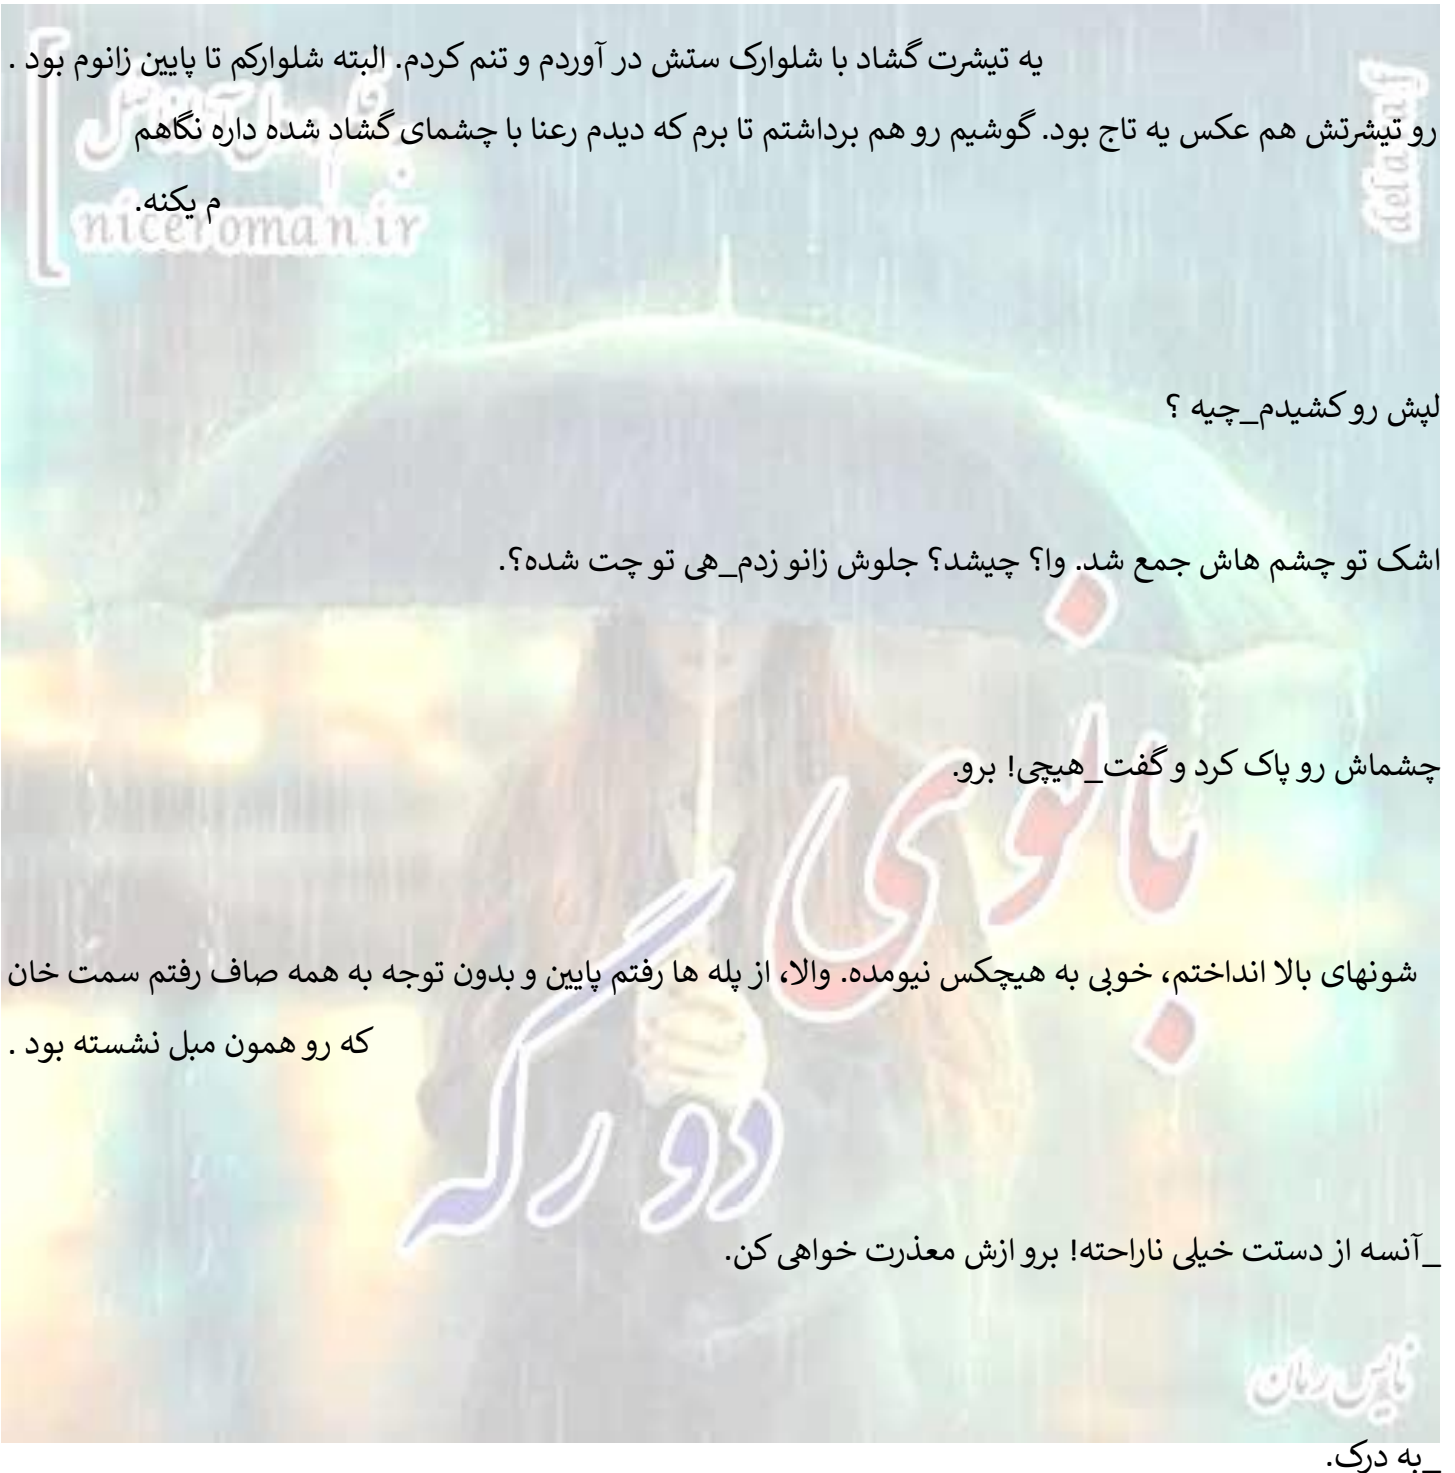 یه تیشرت گشاد با شلوارک ستش در آوردم و تنم کردم. البته شلوارکم تا پایین زانوم بود .
رو تیشرتش هم عکس یه تاج بود. گوشیم رو هم برداشتم تا برم که دیدم رعنا با چشمای گشاد شده داره نگاهم
م یکنه.
niceroman.ir
لپش رو کشیدم_چیه ؟
اشک تو چشم هاش جمع شد. وا؟ چیشد؟ جلوش زانو زدم_هی تو چت شده؟.
چشماش رو پاک کرد و گفت_هیچی! برو.
بانوی
شونهای بالا انداختم، خوبی به هیچکس نیومده. والا، از پله ها رفتم پایین و بدون توجه به همه صاف رفتم سمت خان
که رو همون مبل نشسته بود .
دو رگه
_آنسه از دستت خیلی ناراحته! برو ازش معذرت خواهی کن.
نایس رمان
_به درک.